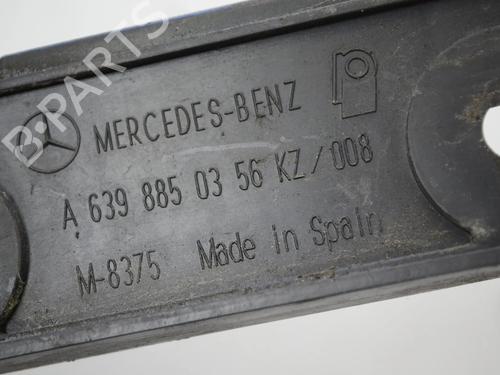 B-PARTS
MERCEDES-BENZ
A 639 885 03 56 KZ/008
M-8375 Made in Spain